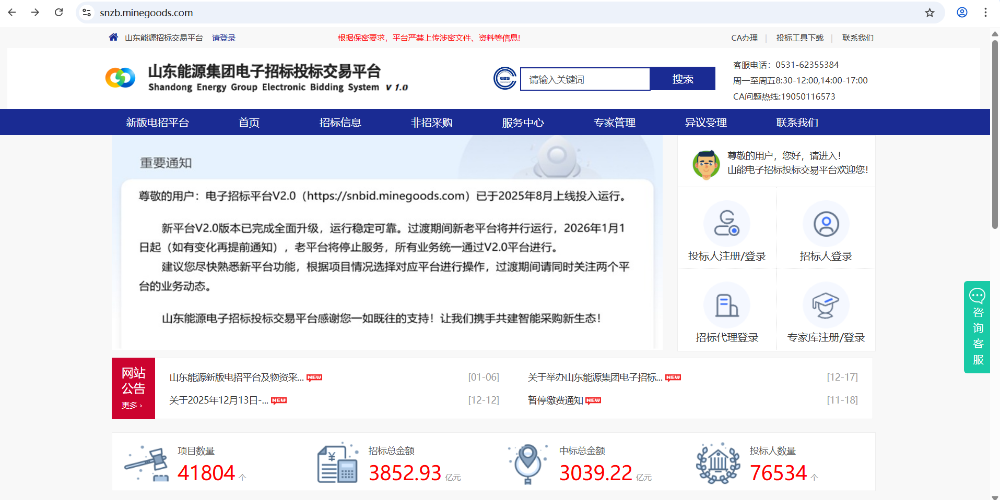 snzb.minegoods.com
山东能源招标交易平台 请登录 根据保密要求，平台严禁上传涉密文件、资料等信息! CA办理 | 投标工具下载 | 联系我们
山东能源集团电子招标投标交易平台
Shandong Energy Group Electronic Bidding System v 1.0
EBS
请输入关键词 搜索
客服电话：0531-62355384
周一至周五8:30-12:00,14:00-17:00
CA问题热线:19050116573
新版电招平台 首页 招标信息 非招采购 服务中心 专家管理 异议受理 联系我们
重要通知
尊敬的用户：电子招标平台V2.0（https://snbid.minegoods.com）已于2025年8月上线投入运行。
新平台V2.0版本已完成全面升级，运行稳定可靠。过渡期间新老平台将并行运行，2026年1月1
日起（如有变化再提前通知），老平台将停止服务，所有业务统一通过V2.0平台进行。
建议您尽快熟悉新平台功能，根据项目情况选择对应平台进行操作，过渡期间请同时关注两个平
台的业务动态。
山东能源电子招标投标交易平台感谢您一如既往的支持！让我们携手共建智能采购新生态！
尊敬的用户，您好，请进入！
山能电子招标投标交易平台欢迎您！
投标人注册/登录 招标人登录
招标代理登录 专家库注册/登录
咨询客服
网站
公告
更多 ›
山东能源新版电招平台及物资采... NEW [01-06] 关于举办山东能源集团电子招标... NEW [12-17]
关于2025年12月13日-... NEW [12-12] 暂停缴费通知 NEW [11-18]
项目数量 招标总金额 中标总金额 投标人数量
41804 个 3852.93 亿元 3039.22 亿元 76534 个